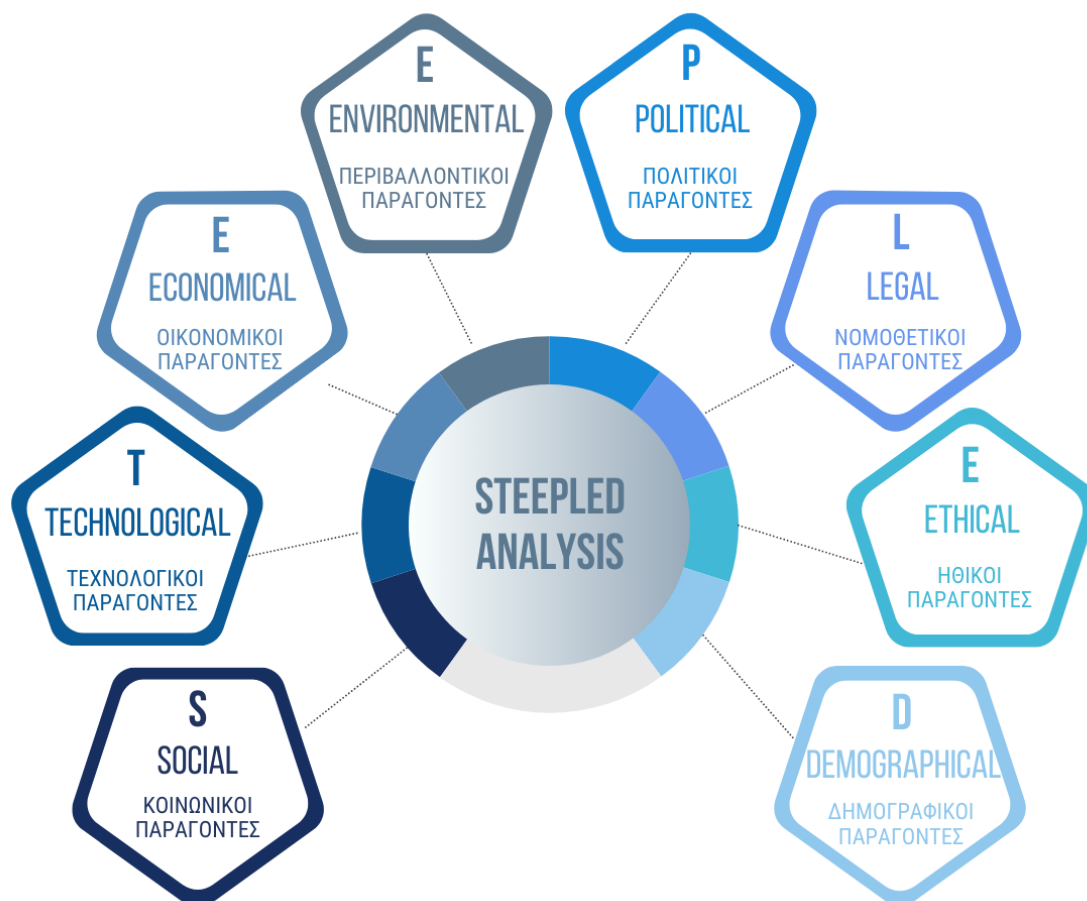 E
ENVIRONMENTAL
ΠΕΡΙΒΑΛΛΟΝΤΙΚΟΙ
ΠΑΡΑΓΟΝΤΕΣ
P
POLITICAL
ΠΟΛΙΤΙΚΟΙ
ΠΑΡΑΓΟΝΤΕΣ
E
ECONOMICAL
ΟΙΚΟΝΟΜΙΚΟΙ
ΠΑΡΑΓΟΝΤΕΣ
L
LEGAL
ΝΟΜΟΘΕΤΙΚΟΙ
ΠΑΡΑΓΟΝΤΕΣ
T
TECHNOLOGICAL
ΤΕΧΝΟΛΟΓΙΚΟΙ
ΠΑΡΑΓΟΝΤΕΣ
STEEPLED
ANALYSIS
E
ETHICAL
ΗΘΙΚΟΙ
ΠΑΡΑΓΟΝΤΕΣ
S
SOCIAL
ΚΟΙΝΩΝΙΚΟΙ
ΠΑΡΑΓΟΝΤΕΣ
D
DEMOGRAPHICAL
ΔΗΜΟΓΡΑΦΙΚΟΙ
ΠΑΡΑΓΟΝΤΕΣ